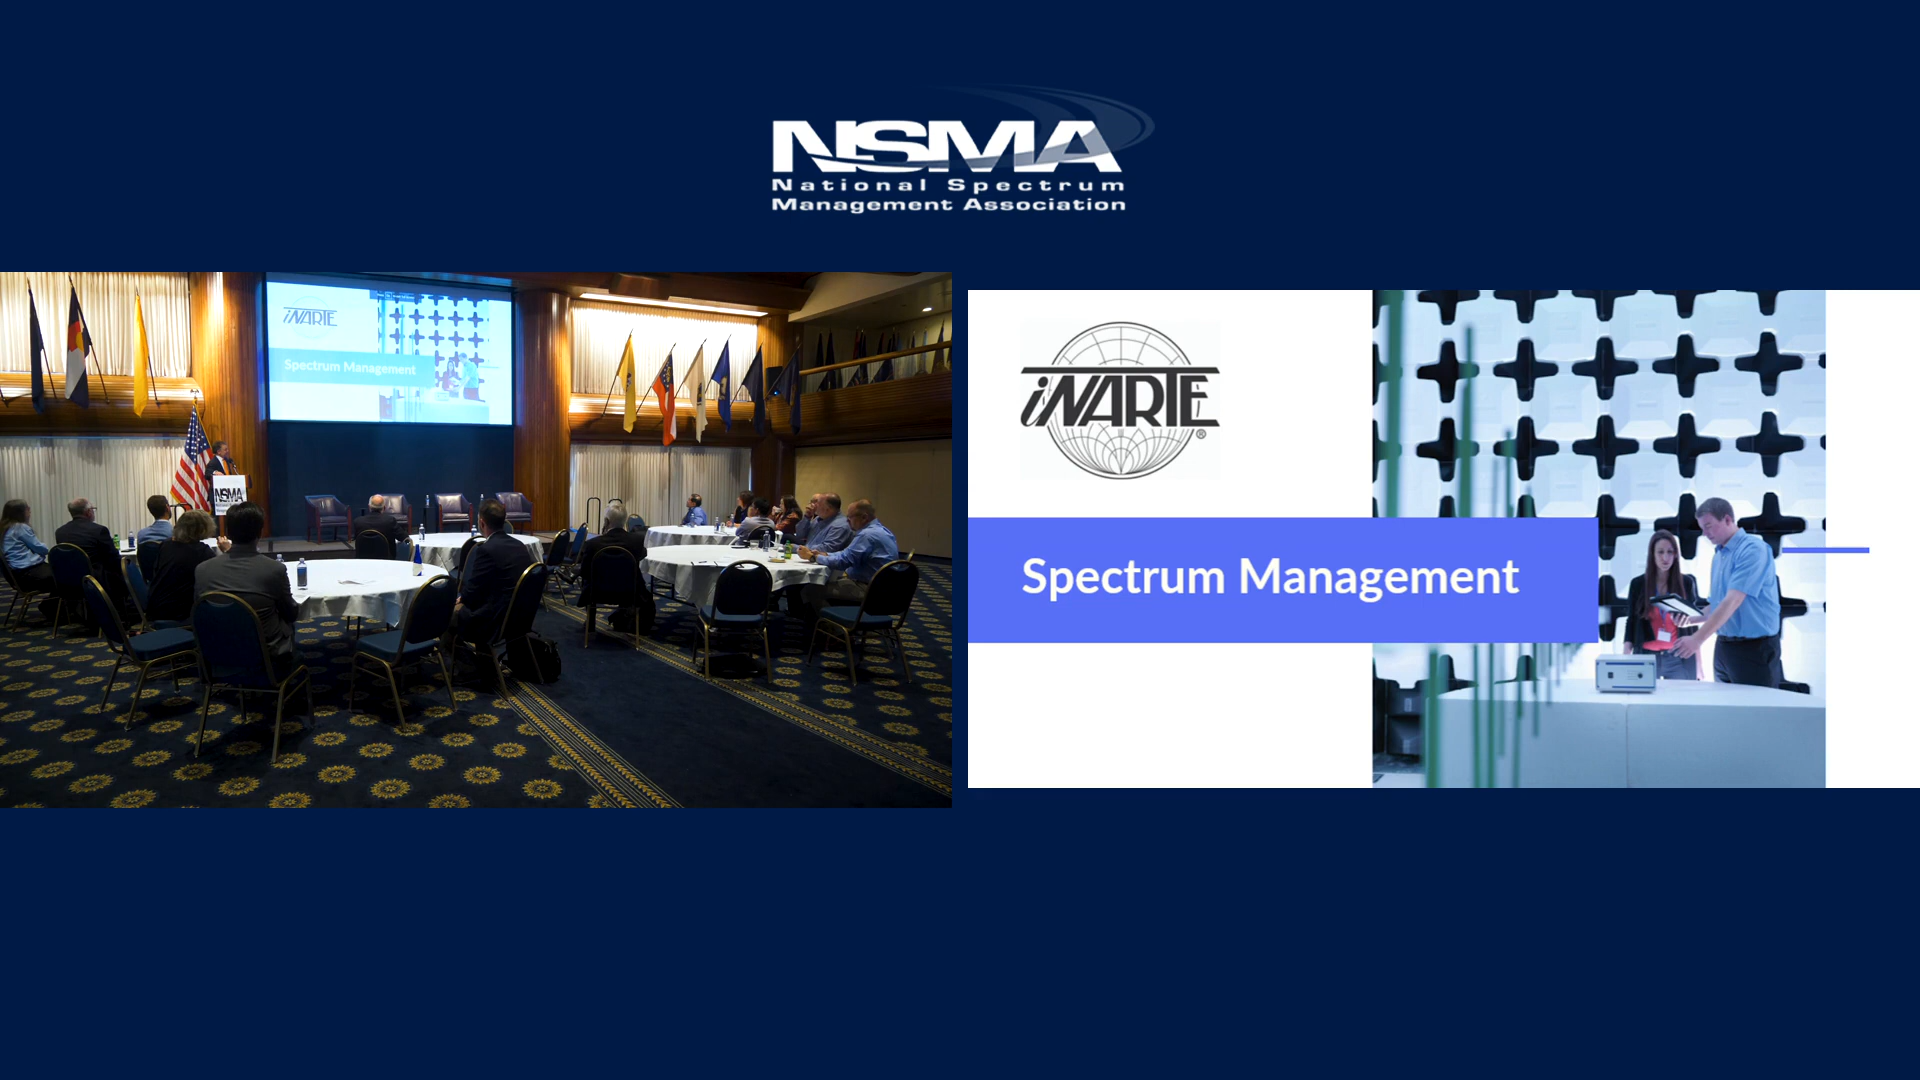 NSMA
National Spectrum
Management Association
iNARTE
Spectrum Management
NSMA
iNARTE
®
Spectrum Management